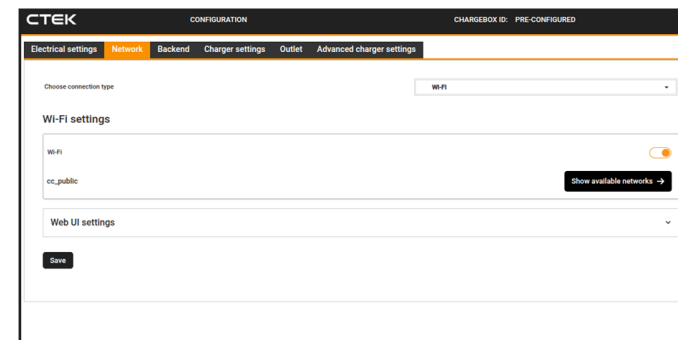 CTEK CONFIGURATION CHARGEBOX ID: PRE-CONFIGURED
Electrical settings Network Backend Charger settings Outlet Advanced charger settings
Choose connection type WI-FI
Wi-Fi settings
Wi-Fi
cc_public Show available networks →
Web UI settings
Save